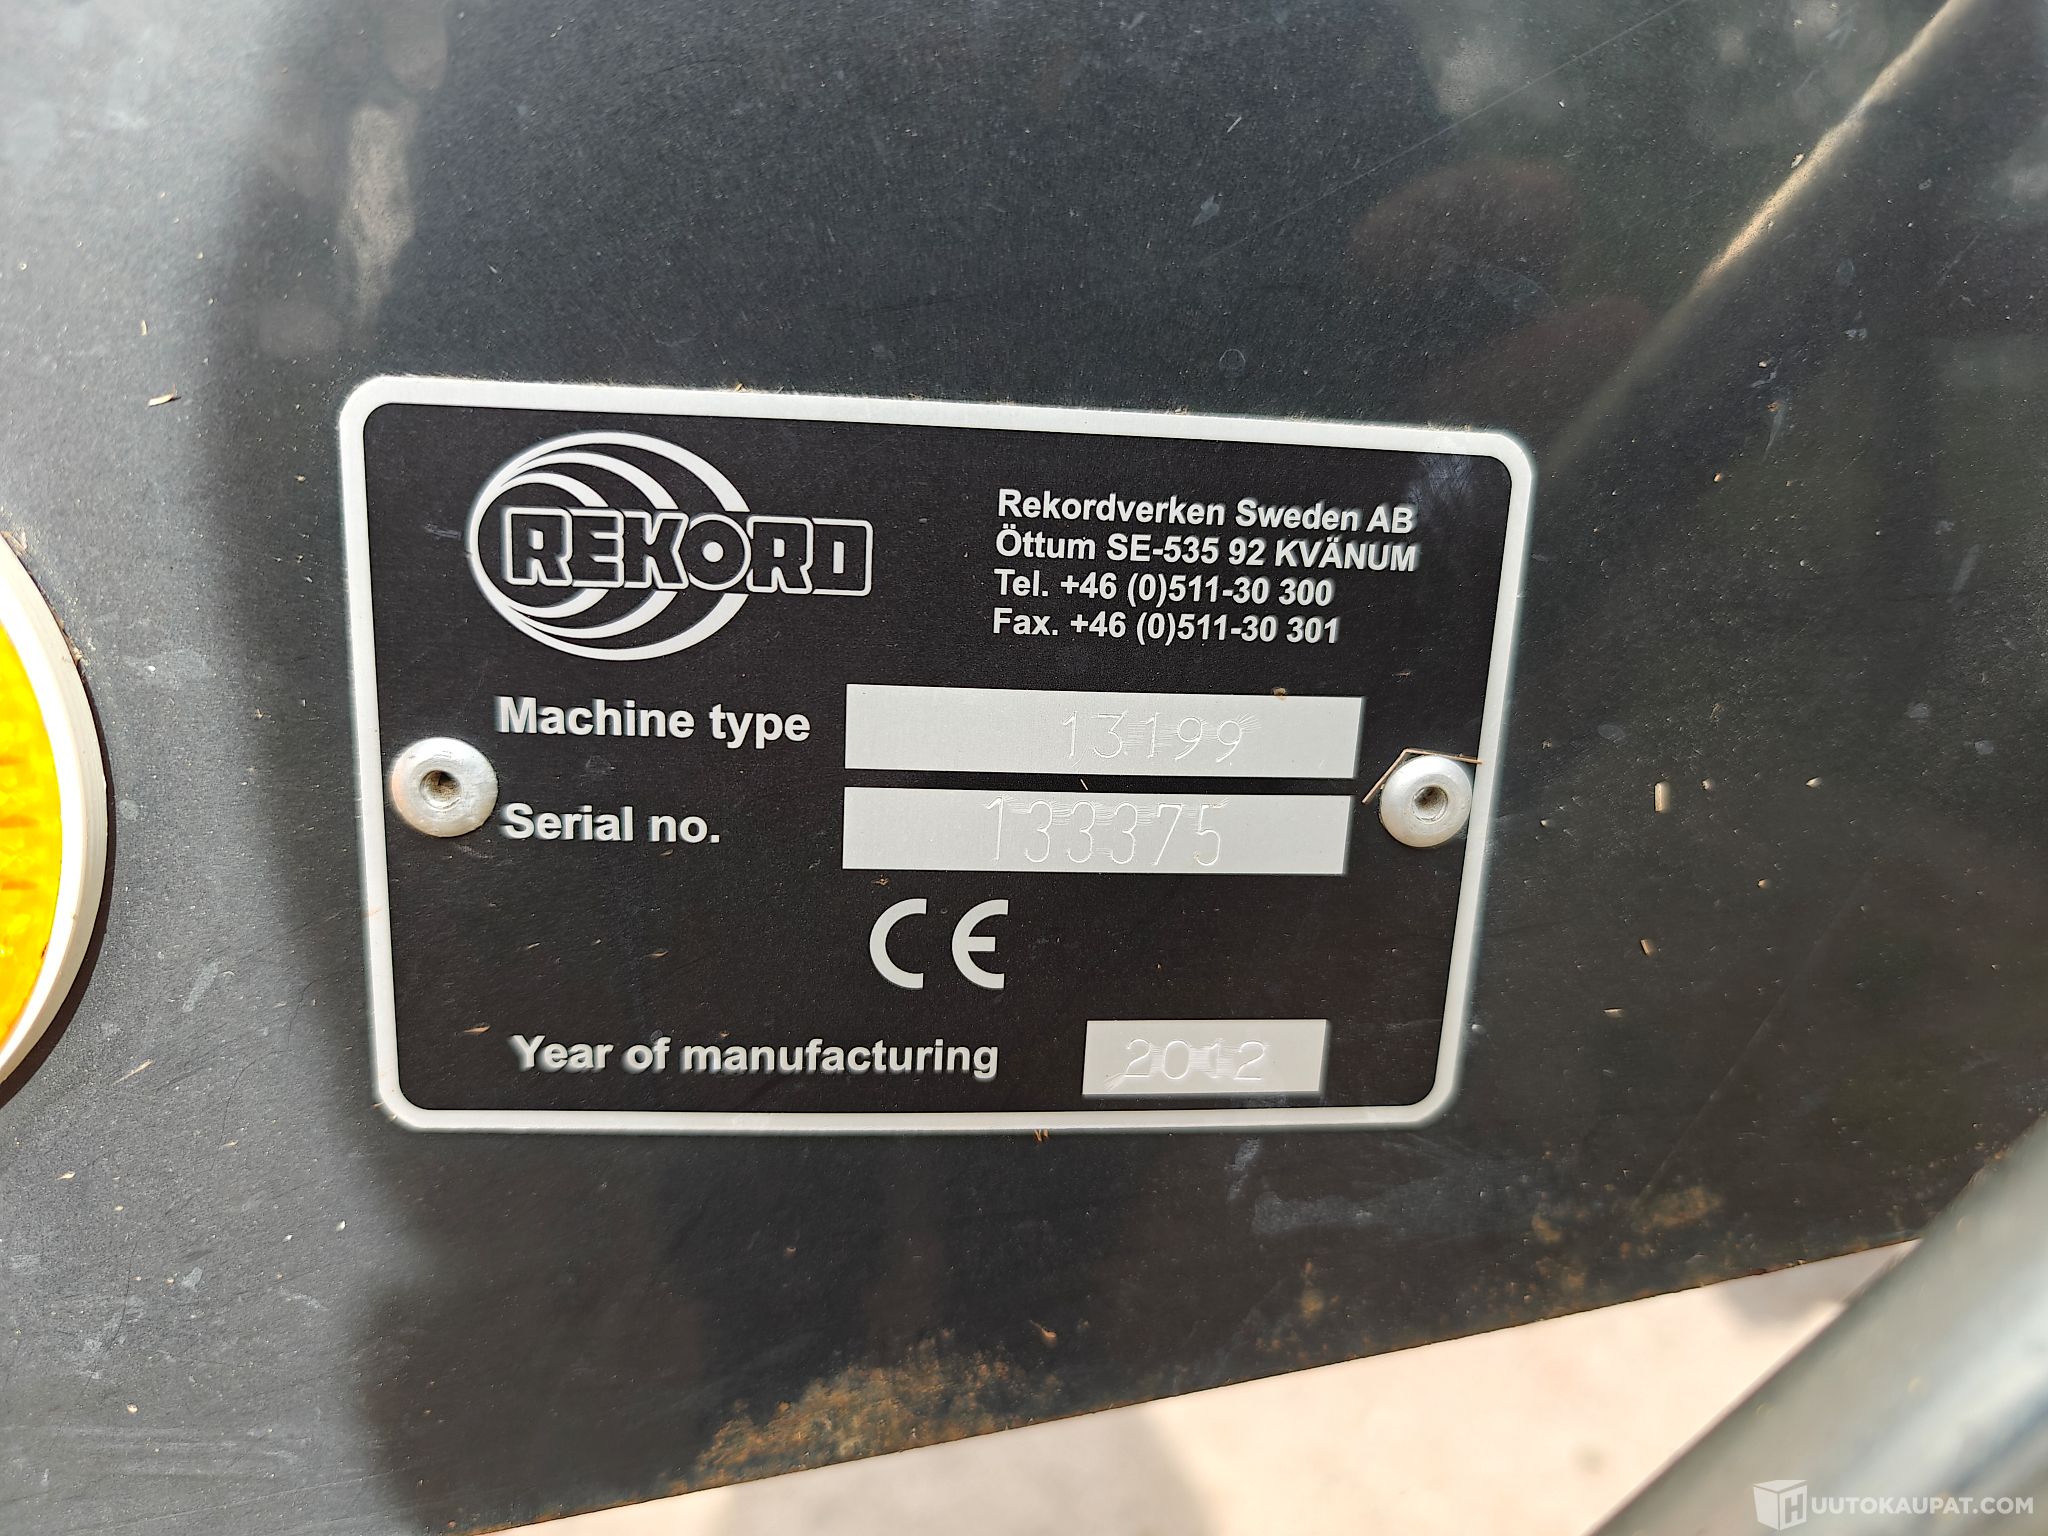 REKORD
Rekordverken Sweden AB
Öttum SE-535 92 KVÄNUM
Tel. +46 (0)511-30 300
Fax. +46 (0)511-30 301
Machine type 13199
Serial no. 133375
CE
Year of manufacturing 2012
HUUTOKAUPAT.COM